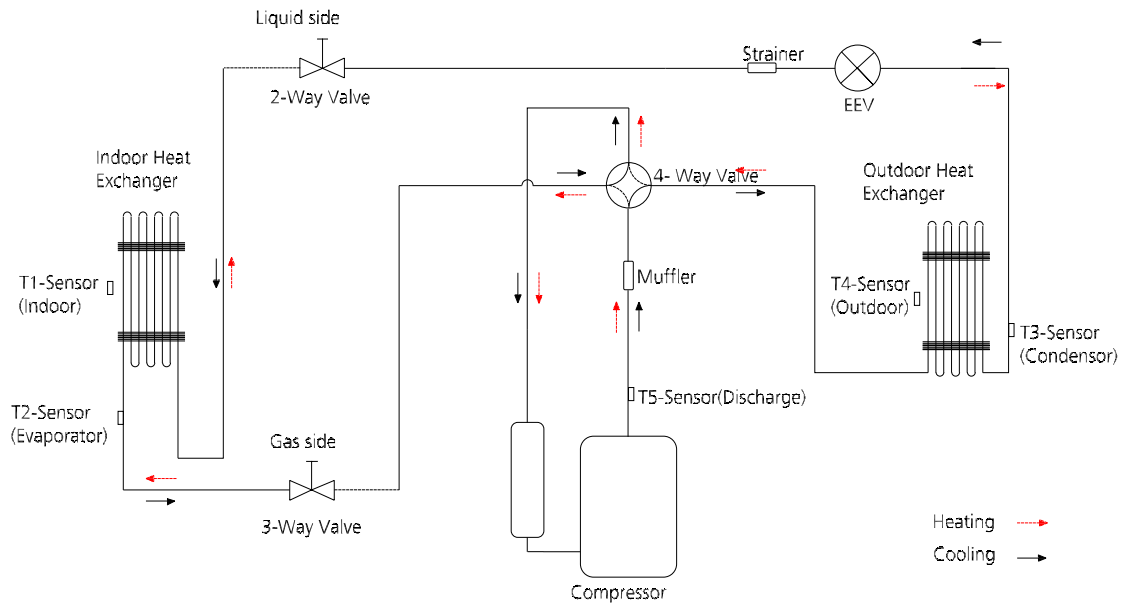 Liquid side
2-Way Valve
Strainer
EEV
Indoor Heat
Exchanger
4- Way Valve
Outdoor Heat
Exchanger
T1-Sensor
(Indoor)
Muffler
T4-Sensor
(Outdoor)
T3-Sensor
(Condensor)
T2-Sensor
(Evaporator)
T5-Sensor(Discharge)
Gas side
3-Way Valve
Compressor
Heating
Cooling